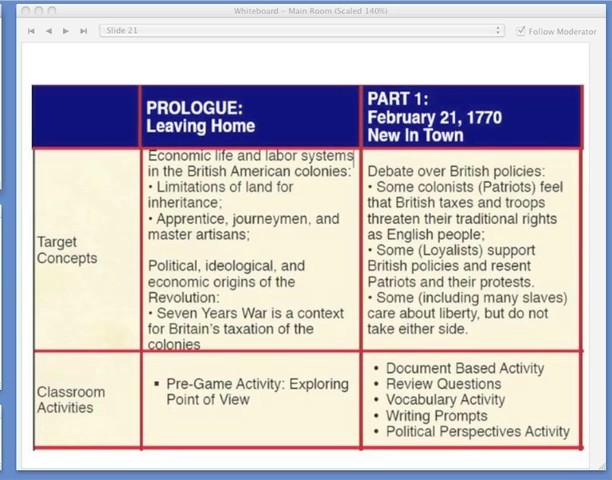 Whiteboard - Main Room (Scaled 140%)
Slide 21
Follow Moderator
PROLOGUE:
Leaving Home
PART 1:
February 21, 1770
New In Town
Target
Concepts
Economic life and labor systems
in the British American colonies:
• Limitations of land for
inheritance;
• Apprentice, journeymen, and
master artisans;
Political, ideological, and
economic origins of the
Revolution:
• Seven Years War is a context
for Britain's taxation of the
colonies
Debate over British policies:
• Some colonists (Patriots) feel
that British taxes and troops
threaten their traditional rights
as English people;
• Some (Loyalists) support
British policies and resent
Patriots and their protests.
• Some (including many slaves)
care about liberty, but do not
take either side.
Classroom
Activities
▪ Pre-Game Activity: Exploring
Point of View
• Document Based Activity
• Review Questions
• Vocabulary Activity
• Writing Prompts
• Political Perspectives Activity